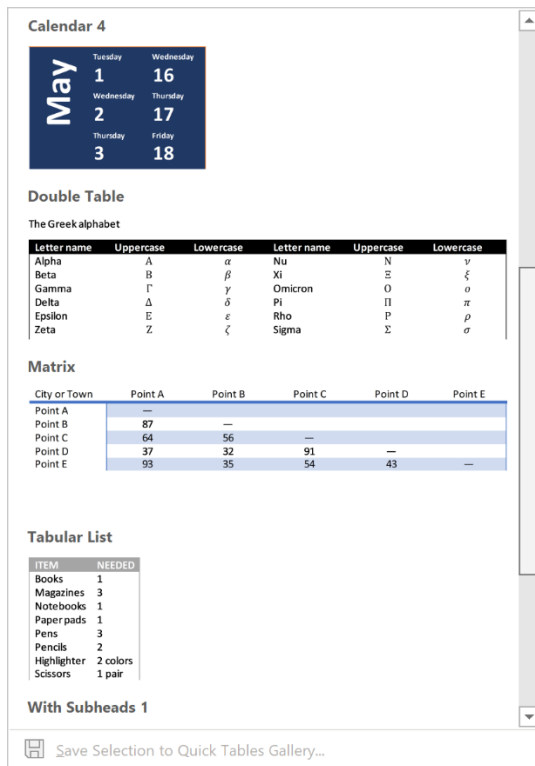 Calendar 4
May
Tuesday Wednesday
1 16
Wednesday Thursday
2 17
Thursday Friday
3 18
Double Table
The Greek alphabet
Letter name Uppercase Lowercase Letter name Uppercase Lowercase
Alpha Α α Nu Ν ν
Beta Β β Xi Ξ ξ
Gamma Γ γ Omicron Ο ο
Delta Δ δ Pi Π π
Epsilon Ε ε Rho Ρ ρ
Zeta Ζ ζ Sigma Σ σ
Matrix
City or Town Point A Point B Point C Point D Point E
Point A —
Point B 87 —
Point C 64 56 —
Point D 37 32 91 —
Point E 93 35 54 43 —
Tabular List
ITEM NEEDED
Books 1
Magazines 3
Notebooks 1
Paper pads 1
Pens 3
Pencils 2
Highlighter 2 colors
Scissors 1 pair
With Subheads 1
Save Selection to Quick Tables Gallery...